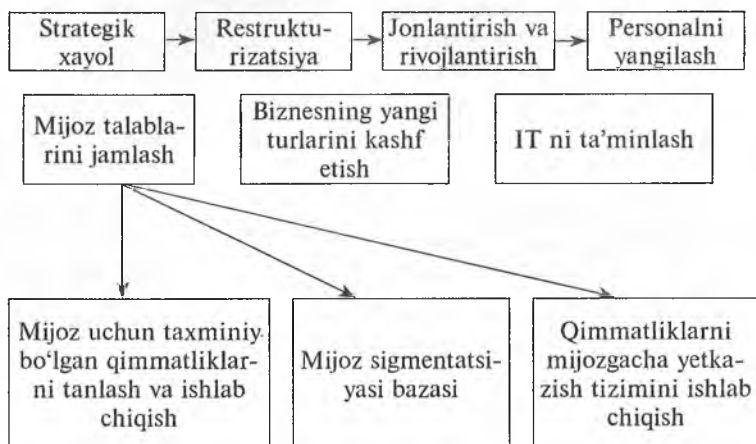 Strategik
xayol
Restruktu-
rizatsiya
Jonlantirish va
rivojlantirish
Personalni
yangilash
Mijoz talabla-
rini jamlash
Biznesning yangi
turlarini kashf
etish
IT ni ta’minlash
Mijoz uchun taxminiy
bo‘lgan qimmatliklar-
ni tanlash va ishlab
chiqish
Mijoz sigmentatsi-
yasi bazasi
Qimmatliklarni
mijozgacha yetka-
zish tizimini ishlab
chiqish